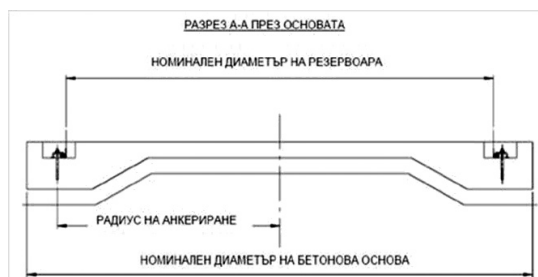 РАЗРЕЗ А-А ПРЕЗ ОСНОВАТА
НОМИНАЛЕН ДИАМЕТЪР НА РЕЗЕРВОАРА
РАДИУС НА АНКЕРИРАНЕ
НОМИНАЛЕН ДИАМЕТЪР НА БЕТОНОВА ОСНОВА